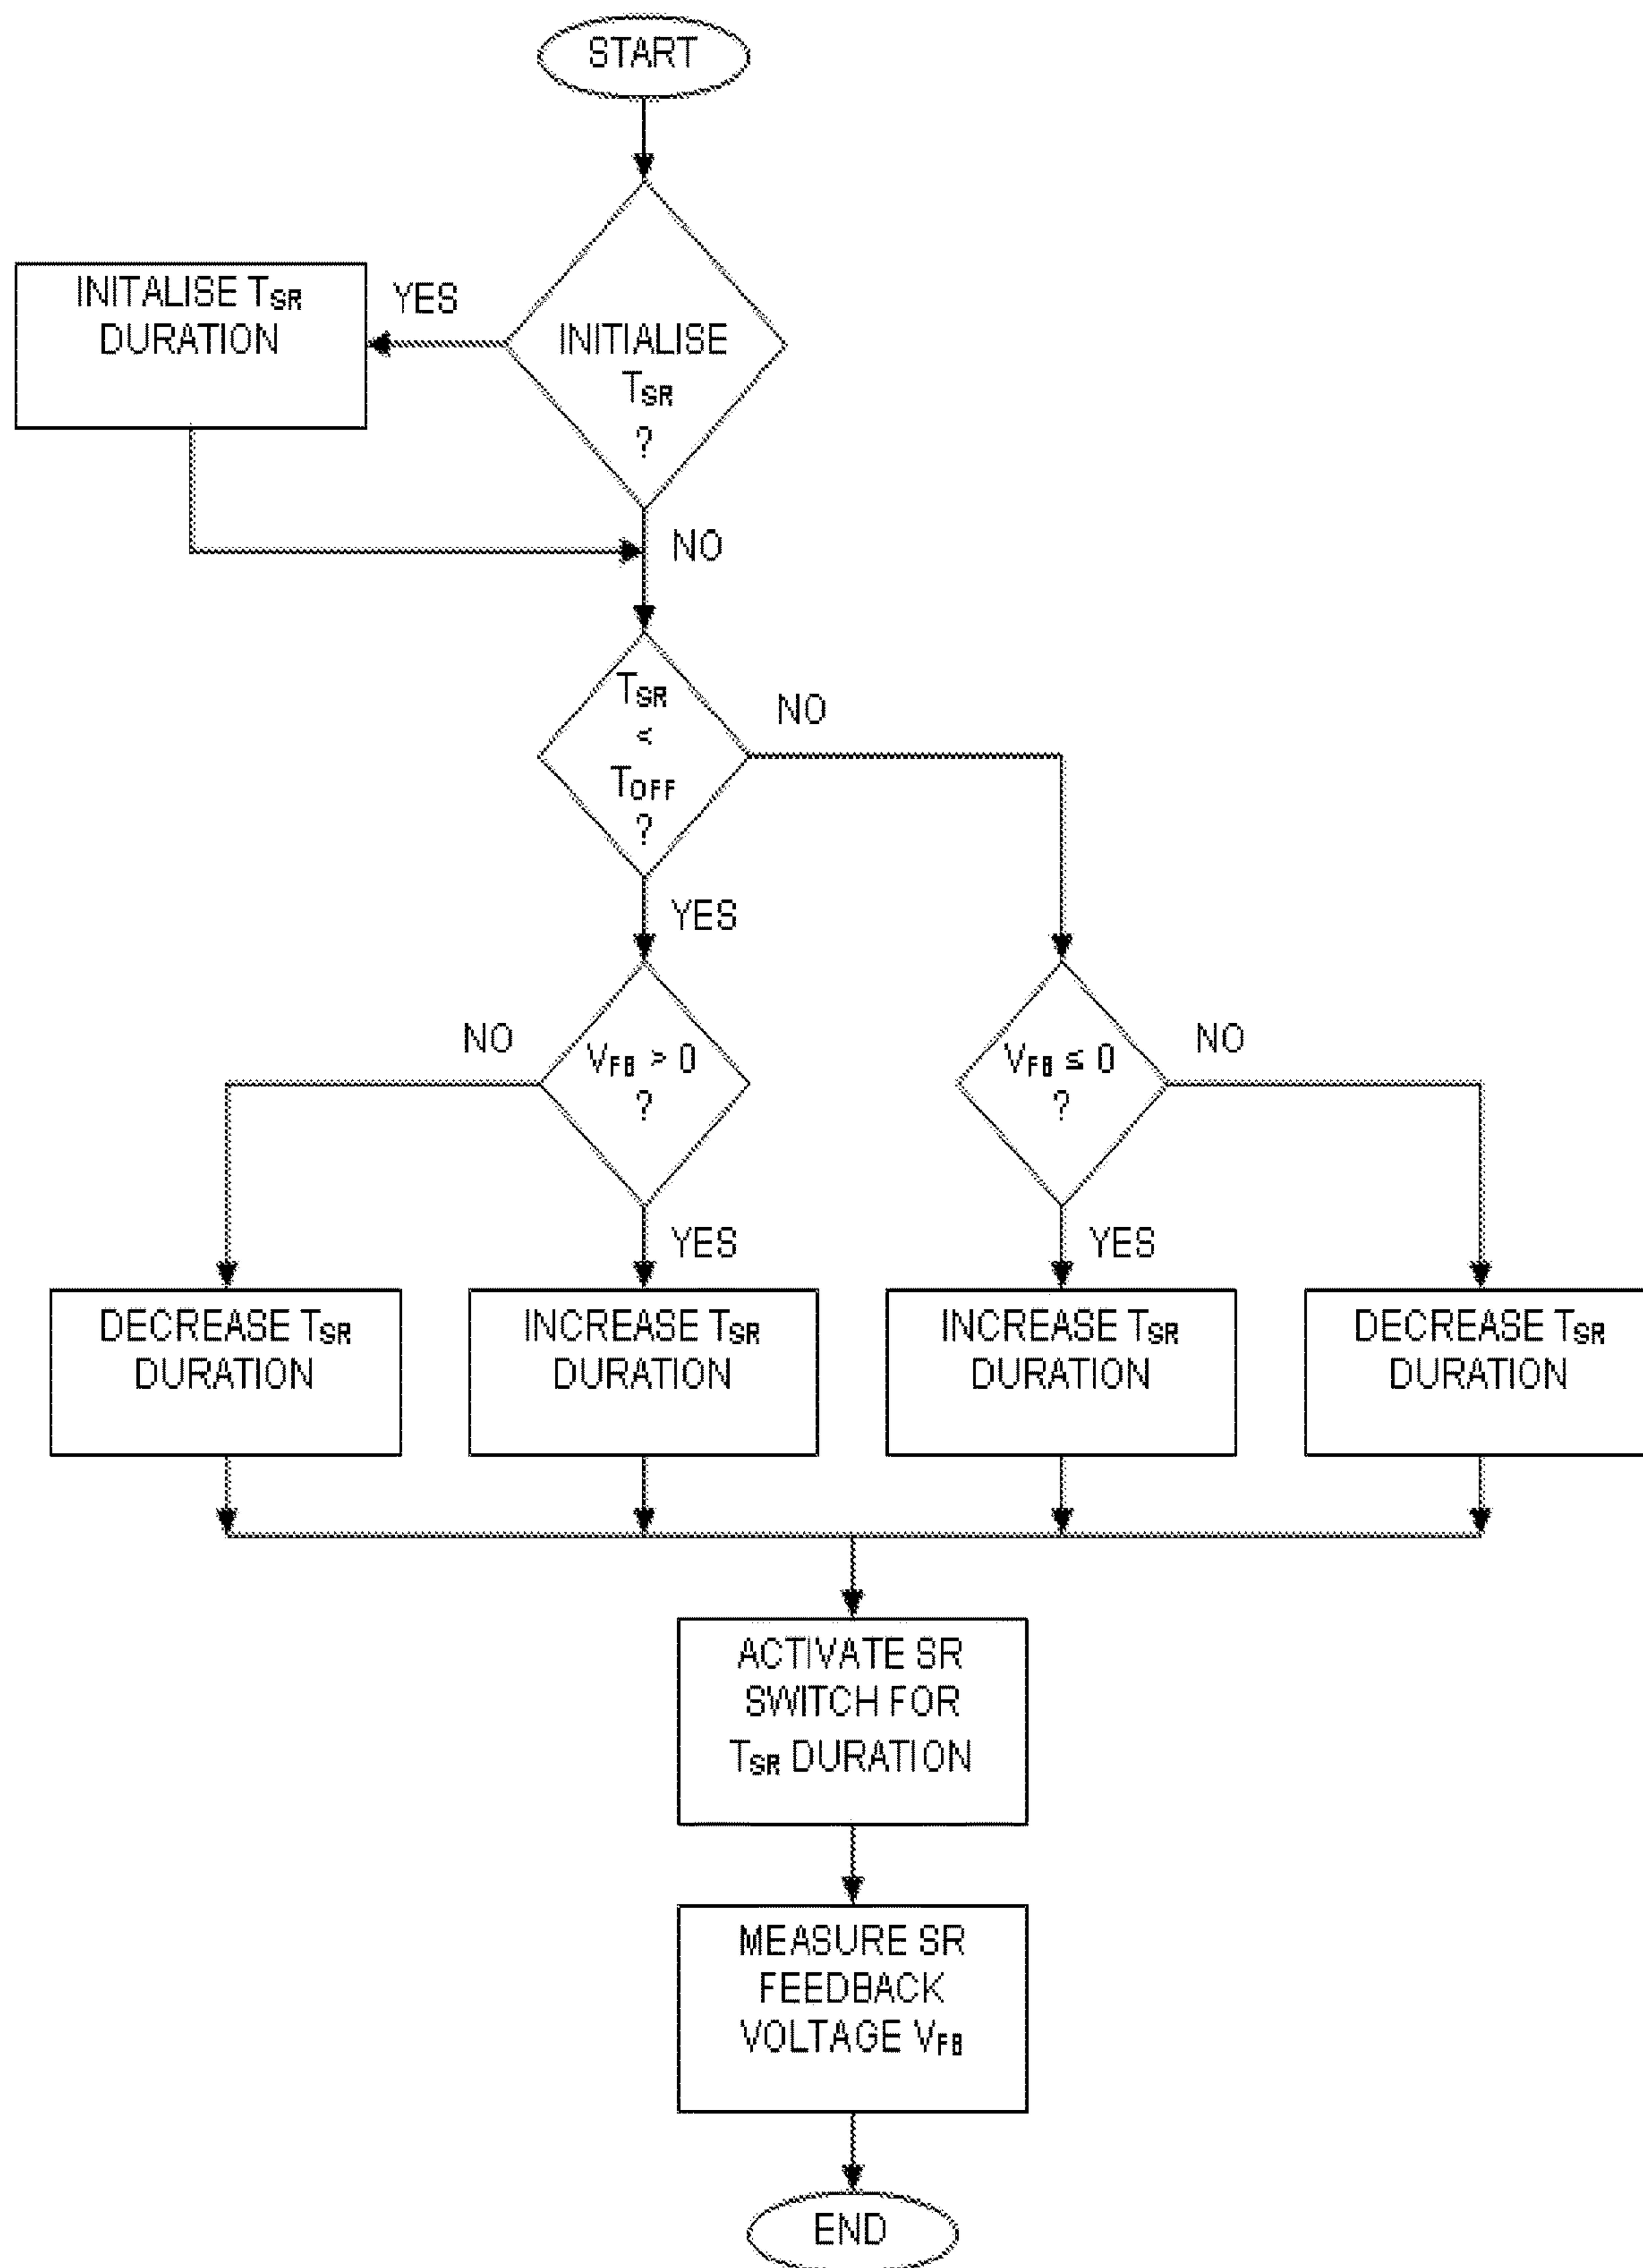 START
INITALISE TSR
DURATION
YES
INITIALISE
TSR
?
NO
TSR
<
TOFF
?
NO
YES
NO
VFB > 0
?
VFB ≤ 0
?
NO
YES
YES
DECREASE TSR
DURATION
INCREASE TSR
DURATION
INCREASE TSR
DURATION
DECREASE TSR
DURATION
ACTIVATE SR
SWITCH FOR
TSR DURATION
MEASURE SR
FEEDBACK
VOLTAGE VFB
END